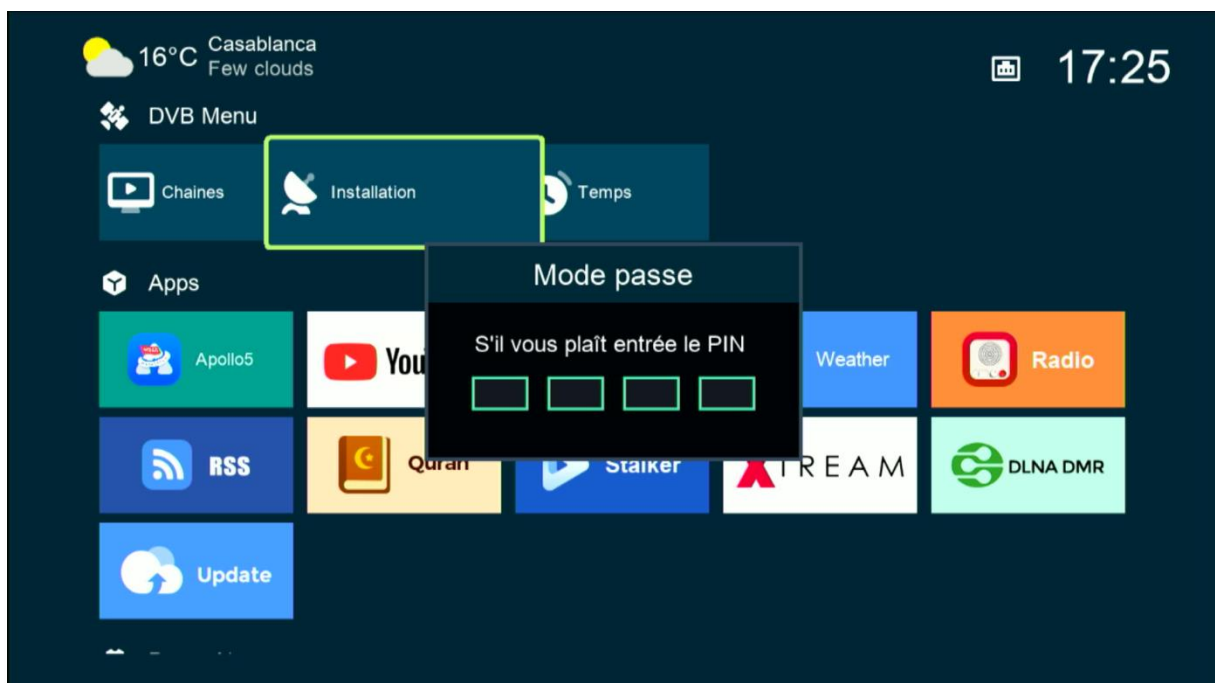 16°C Casablanca
Few clouds
17:25
DVB Menu
Chaines
Installation
Temps
Mode passe
S'il vous plaît entrée le PIN
Apps
Apollo5
You
Weather
Radio
RSS
Quran
Stalker
XTREAM
DLNA DMR
Update